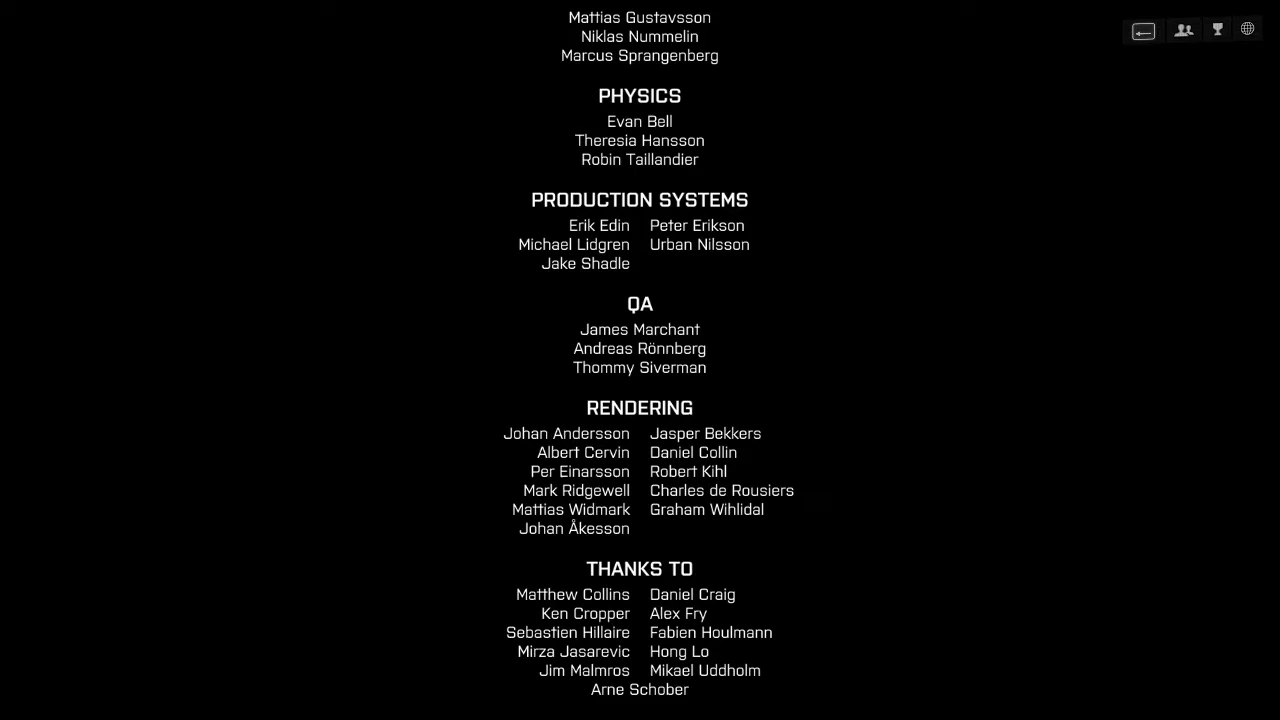 Mattias Gustavsson
Niklas Nummelin
Marcus Sprangenberg
PHYSICS
Evan Bell
Theresia Hansson
Robin Taillandier
PRODUCTION SYSTEMS
Erik Edin Peter Erikson
Michael Lidgren Urban Nilsson
Jake Shadle
QA
James Marchant
Andreas Rönnberg
Thommy Siverman
RENDERING
Johan Andersson Jasper Bekkers
Albert Cervin Daniel Collin
Per Einarsson Robert Kihl
Mark Ridgewell Charles de Rousiers
Mattias Widmark Graham Wihlidal
Johan Åkesson
THANKS TO
Matthew Collins Daniel Craig
Ken Cropper Alex Fry
Sebastien Hillaire Fabien Houlmann
Mirza Jasarevic Hong Lo
Jim Malmros Mikael Uddholm
Arne Schober